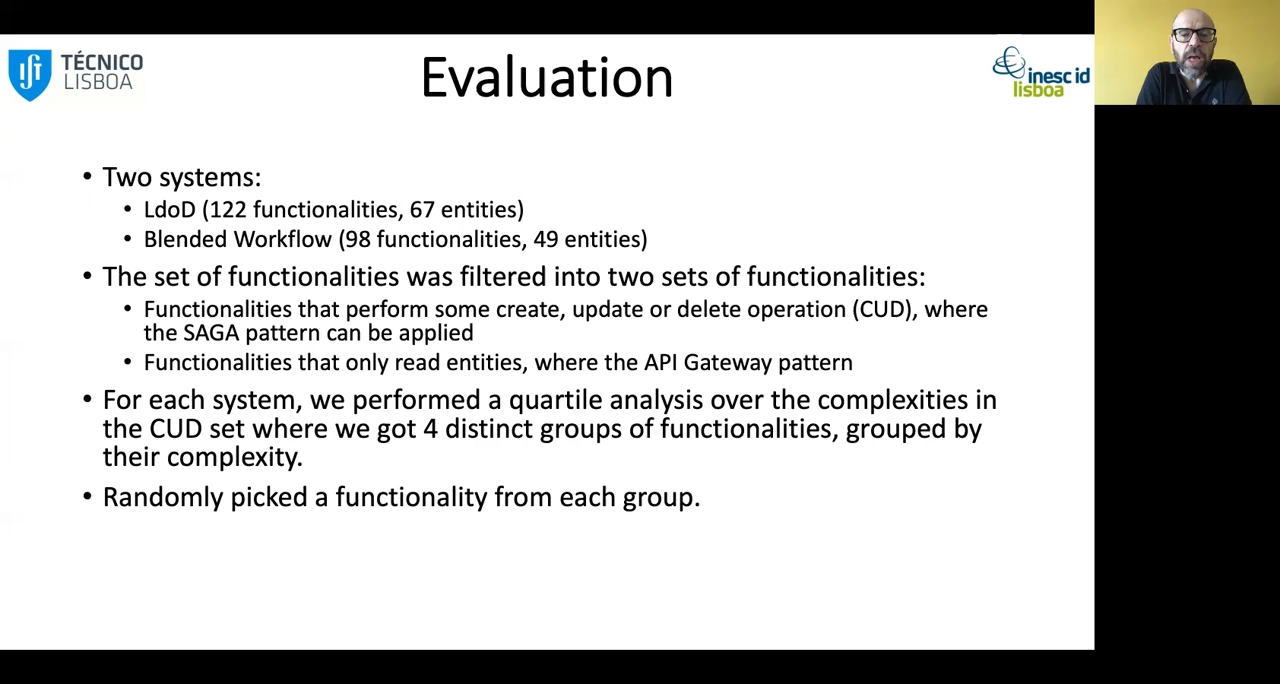 TÉCNICO
LISBOA
Evaluation
inesc id
lisboa
• Two systems:
• LdoD (122 functionalities, 67 entities)
• Blended Workflow (98 functionalities, 49 entities)
• The set of functionalities was filtered into two sets of functionalities:
• Functionalities that perform some create, update or delete operation (CUD), where
the SAGA pattern can be applied
• Functionalities that only read entities, where the API Gateway pattern
• For each system, we performed a quartile analysis over the complexities in
the CUD set where we got 4 distinct groups of functionalities, grouped by
their complexity.
• Randomly picked a functionality from each group.